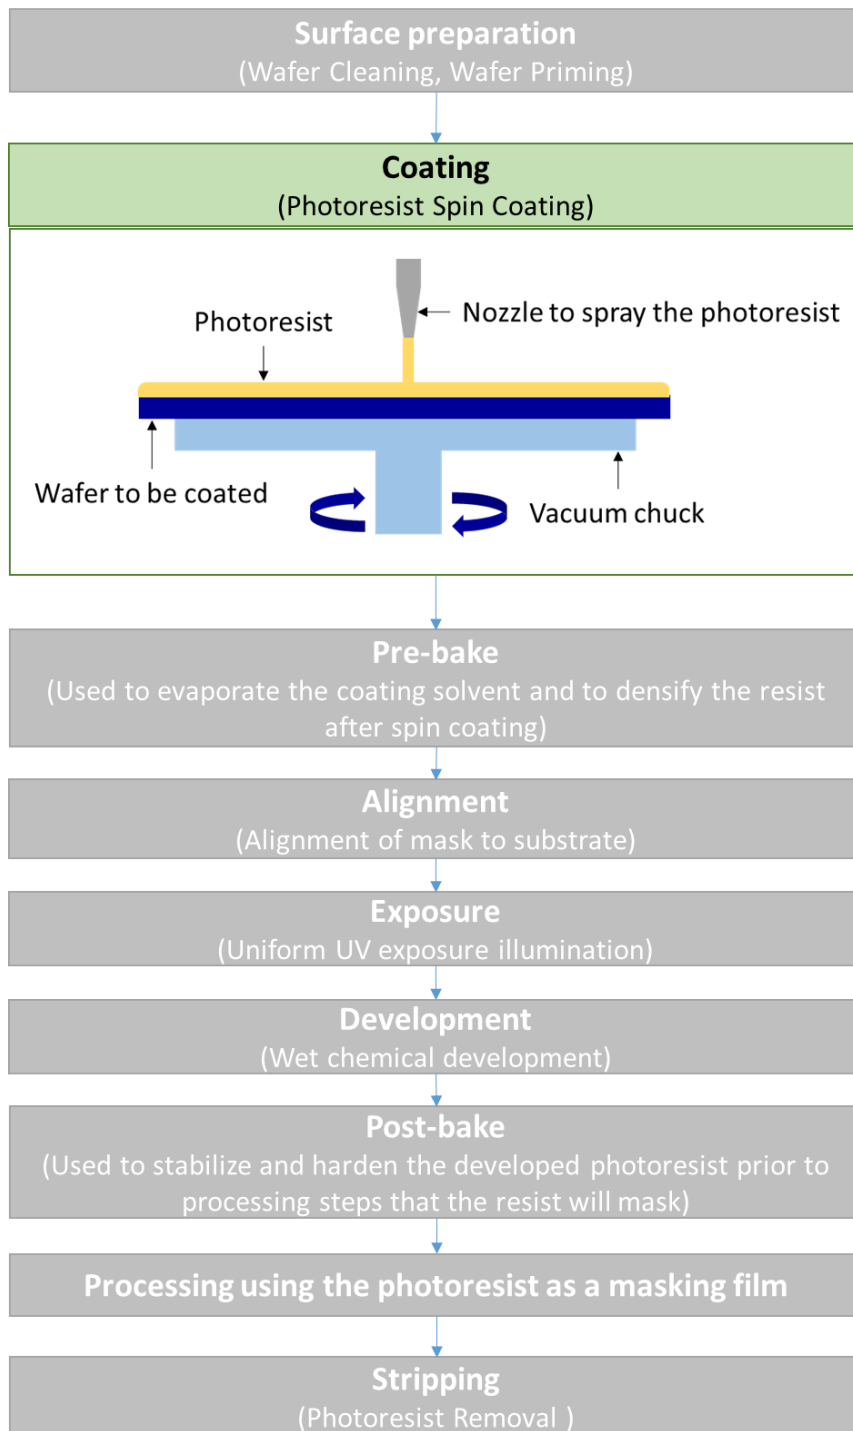 Surface preparation
(Wafer Cleaning, Wafer Priming)
Coating
(Photoresist Spin Coating)
Photoresist
Nozzle to spray the photoresist
Wafer to be coated
Vacuum chuck
Pre-bake
(Used to evaporate the coating solvent and to densify the resist
after spin coating)
Alignment
(Alignment of mask to substrate)
Exposure
(Uniform UV exposure illumination)
Development
(Wet chemical development)
Post-bake
(Used to stabilize and harden the developed photoresist prior to
processing steps that the resist will mask)
Processing using the photoresist as a masking film
Stripping
(Photoresist Removal )